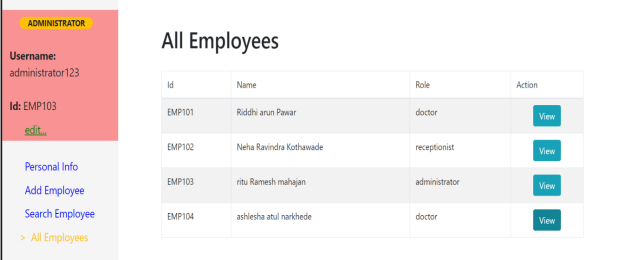 ADMINISTRATOR
Username:
administrator123
Id: EMP103
edit...
Personal Info
Add Employee
Search Employee
> All Employees
All Employees
Id Name Role Action
EMP101 Riddhi arun Pawar doctor View
EMP102 Neha Ravindra Kothawade receptionist View
EMP103 ritu Ramesh mahajan administrator View
EMP104 ashlesha atul narkhede doctor View